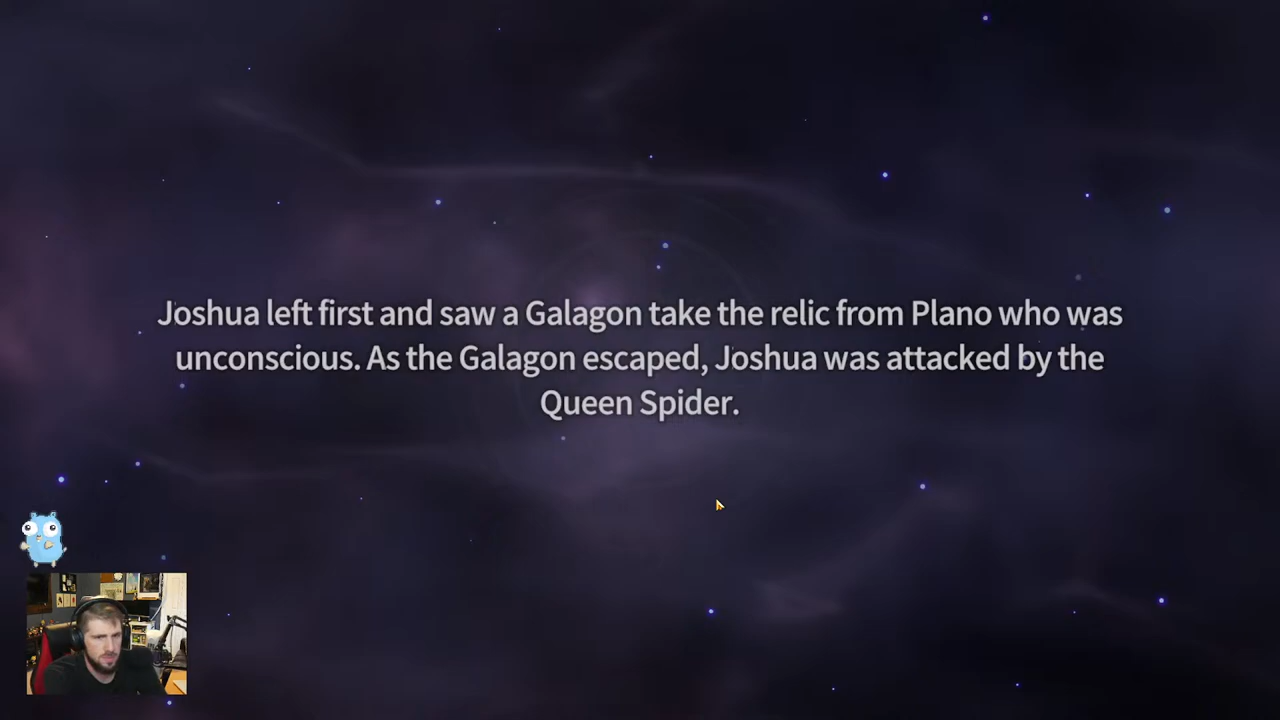 Joshua left first and saw a Galagon take the relic from Plano who was
unconscious. As the Galagon escaped, Joshua was attacked by the
Queen Spider.